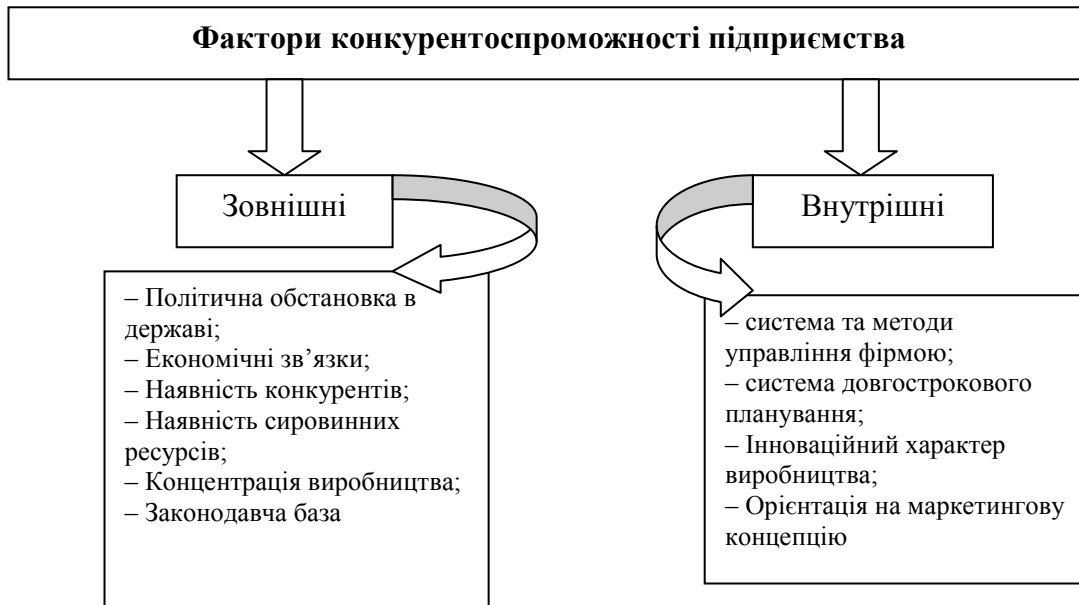 Фактори конкурентоспроможності підприємства
Зовнішні
– Політична обстановка в
державі;
– Економічні зв’язки;
– Наявність конкурентів;
– Наявність сировинних
ресурсів;
– Концентрація виробництва;
– Законодавча база
Внутрішні
– система та методи
управління фірмою;
– система довгострокового
планування;
– Інноваційний характер
виробництва;
– Орієнтація на маркетингову
концепцію